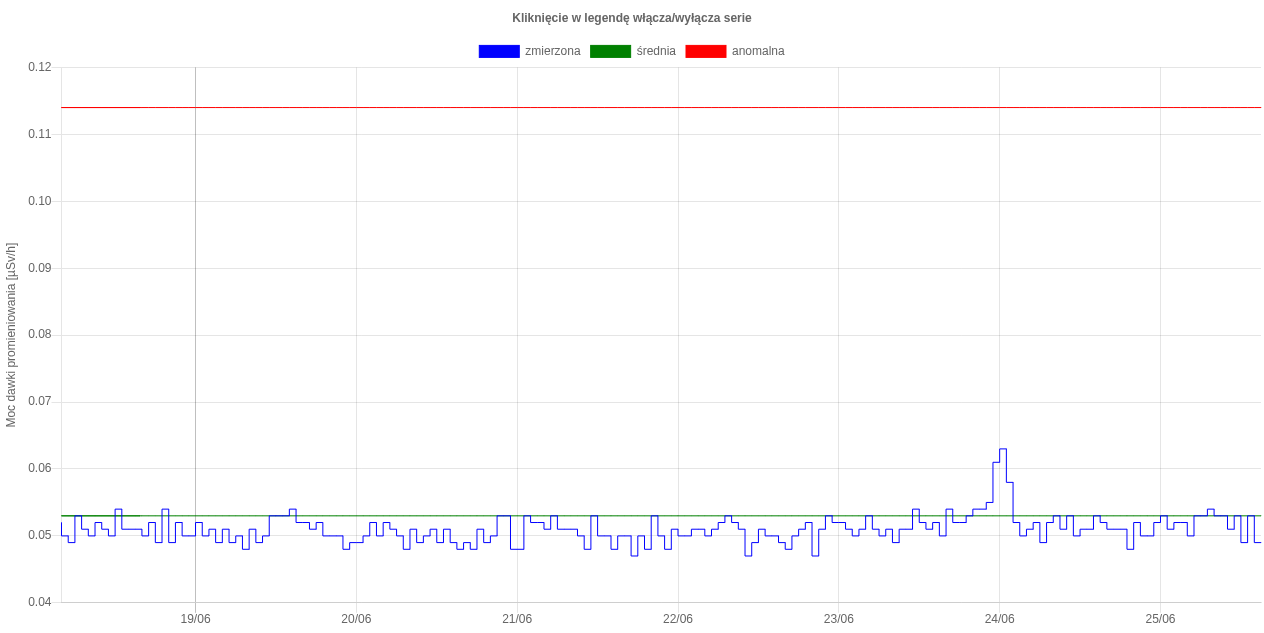 Kliknięcie w legendę włącza/wyłącza serie
zmierzona średnia anomalna
Moc dawki promieniowania [µSv/h]
0.12
0.11
0.10
0.09
0.08
0.07
0.06
0.05
0.04
19/06 20/06 21/06 22/06 23/06 24/06 25/06